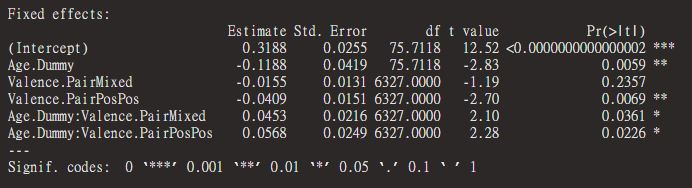 Fixed effects:
Estimate Std. Error df t value Pr(>|t|)
(Intercept) 0.3188 0.0255 75.7118 12.52 <0.0000000000000002 ***
Age.Dummy -0.1188 0.0419 75.7118 -2.83 0.0059 **
Valence.PairMixed -0.0155 0.0131 6327.0000 -1.19 0.2357
Valence.PairPosPos -0.0409 0.0151 6327.0000 -2.70 0.0069 **
Age.Dummy:Valence.PairMixed 0.0453 0.0216 6327.0000 2.10 0.0361 *
Age.Dummy:Valence.PairPosPos 0.0568 0.0249 6327.0000 2.28 0.0226 *
---
Signif. codes: 0 ‘***’ 0.001 ‘**’ 0.01 ‘*’ 0.05 ‘.’ 0.1 ‘ ’ 1